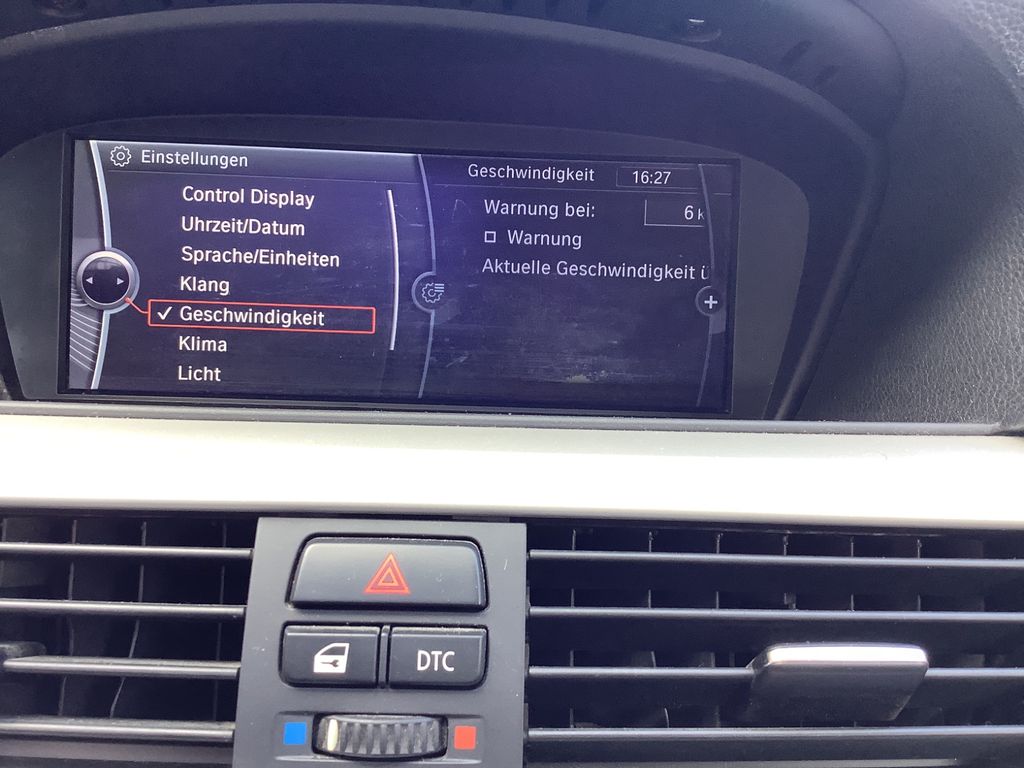 Einstellungen
Control Display
Uhrzeit/Datum
Sprache/Einheiten
Klang
✓ Geschwindigkeit
Klima
Licht
Geschwindigkeit 16:27
Warnung bei: 6 k
Warnung
Aktuelle Geschwindigkeit ü
DTC